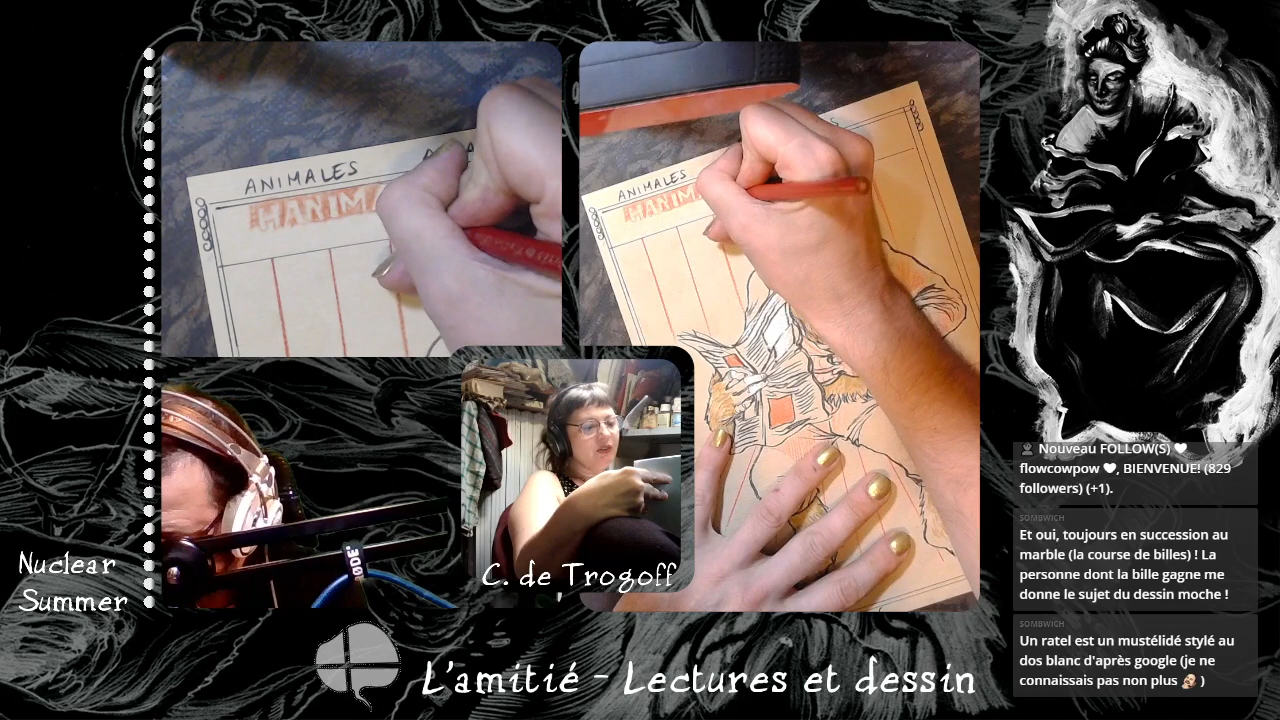 ANIMALES
HANIM
ANIMALES
HANIM
C. de Trogoff
Nuclear
Summer
L'amitié - Lectures et dessin
Nouveau FOLLOW(S)
flowcowpow, BIENVENUE! (829
followers) (+1).
SOMBWICH
Et oui, toujours en succession au
marble (la course de billes) ! La
personne dont la bille gagne me
donne le sujet du dessin moche !
SOMBWICH
Un ratel est un mustélidé stylé au
dos blanc d'après google (je ne
connaissais pas non plus )